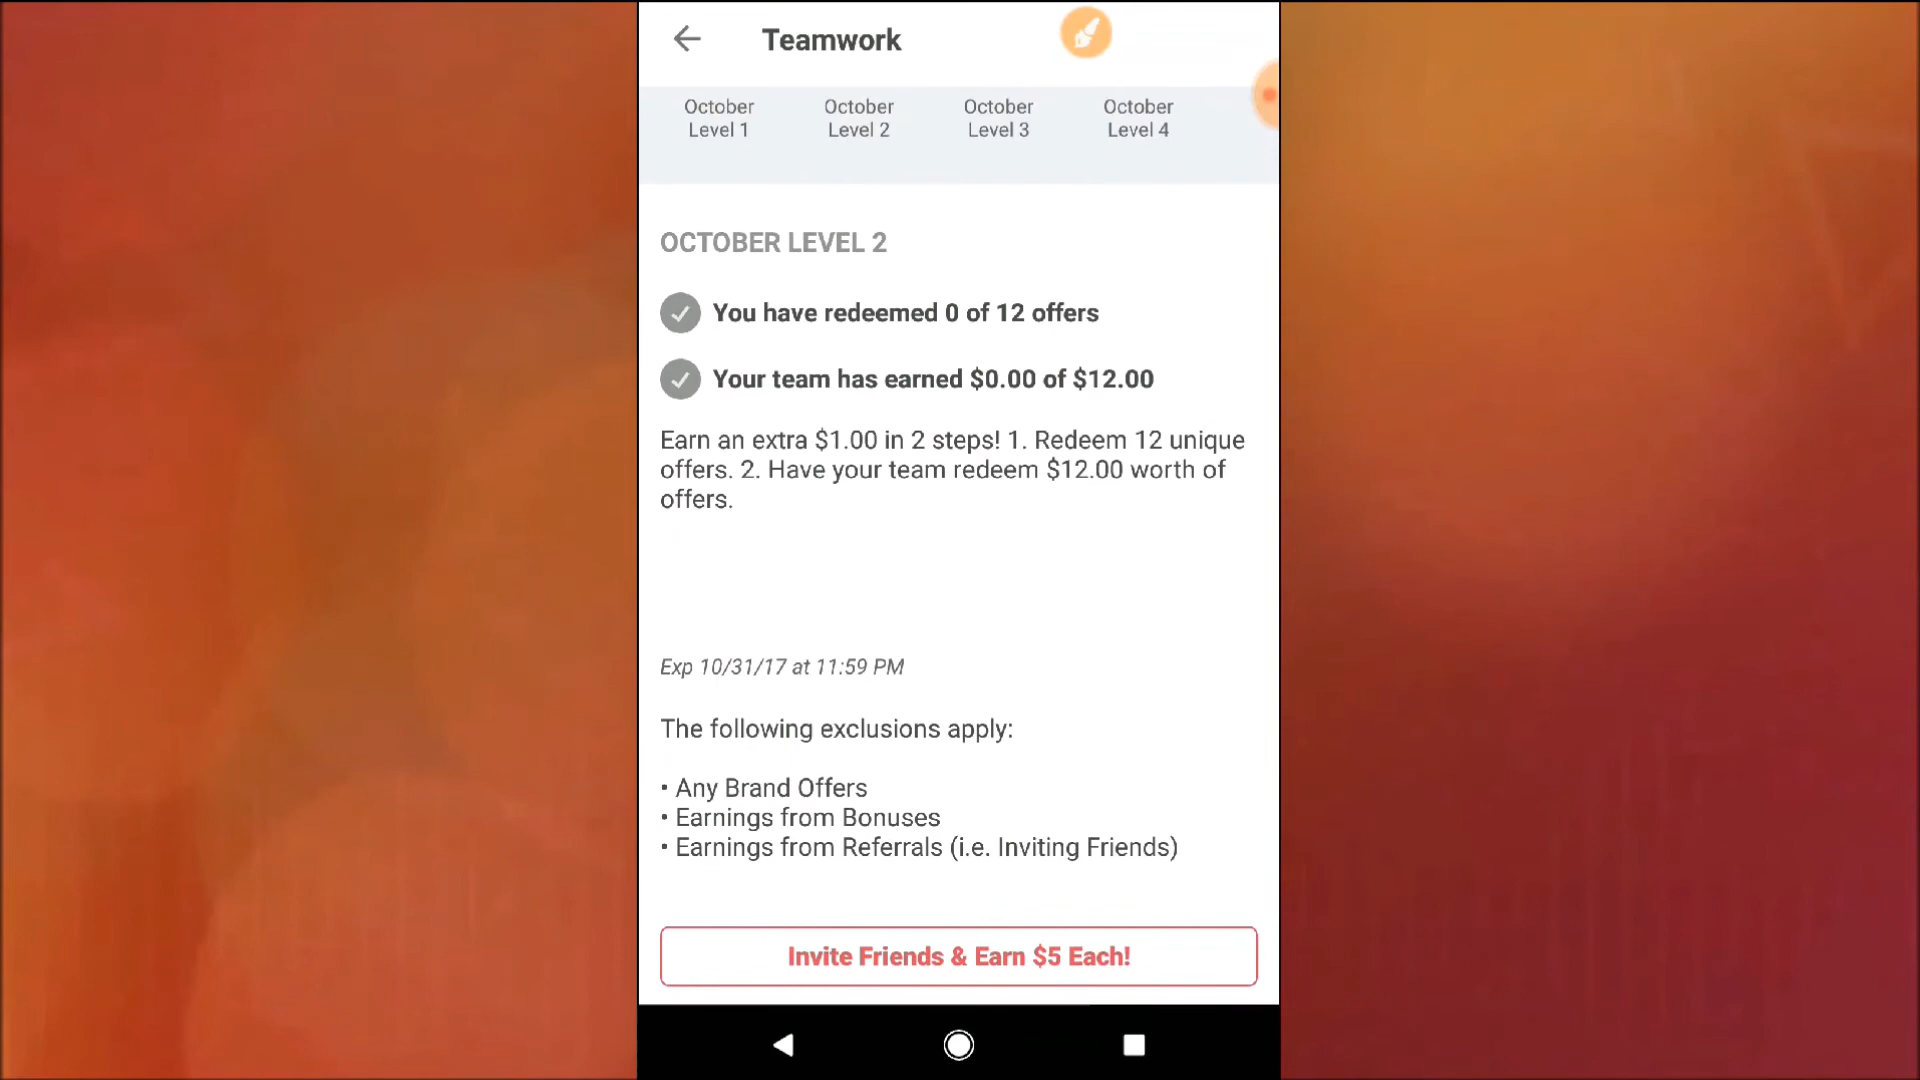 Teamwork
October Level 1
October Level 2
October Level 3
October Level 4
OCTOBER LEVEL 2
You have redeemed 0 of 12 offers
Your team has earned $0.00 of $12.00
Earn an extra $1.00 in 2 steps! 1. Redeem 12 unique
offers. 2. Have your team redeem $12.00 worth of
offers.
Exp 10/31/17 at 11:59 PM
The following exclusions apply:
• Any Brand Offers
• Earnings from Bonuses
• Earnings from Referrals (i.e. Inviting Friends)
Invite Friends & Earn $5 Each!